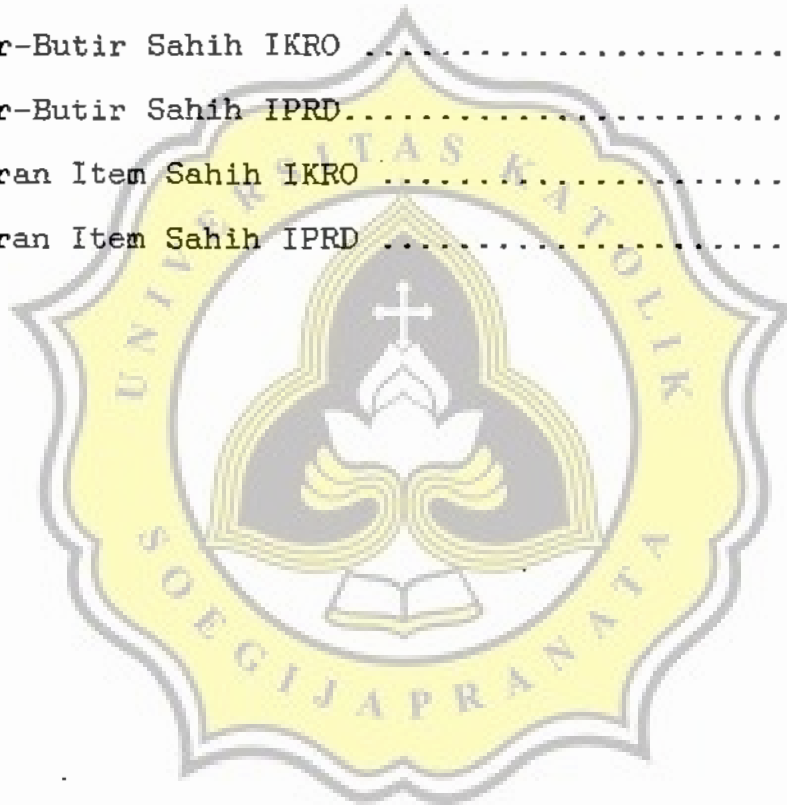 r-Butir Sahih IKRO ......................
r-Butir Sahih IPRD.......................
ran Item Sahih IKRO .....................
ran Item Sahih IPRD .....................
UNIVERSITAS KATOLIK
SOEGIJAPRANATA